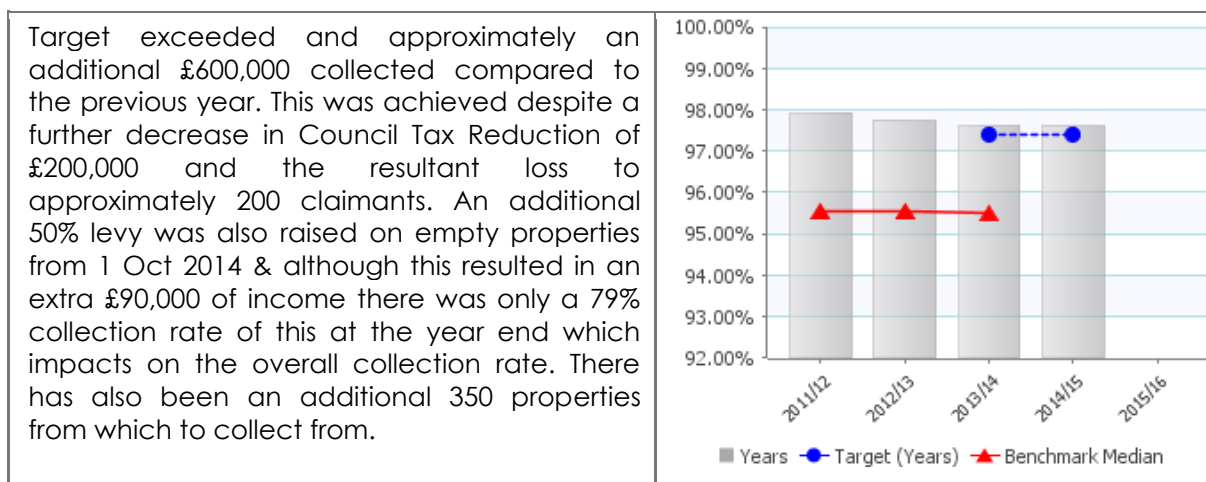 Target exceeded and approximately an
additional £600,000 collected compared to
the previous year. This was achieved despite a
further decrease in Council Tax Reduction of
£200,000 and the resultant loss to
approximately 200 claimants. An additional
50% levy was also raised on empty properties
from 1 Oct 2014 & although this resulted in an
extra £90,000 of income there was only a 79%
collection rate of this at the year end which
impacts on the overall collection rate. There
has also been an additional 350 properties
from which to collect from.
100.00%
99.00%
98.00%
97.00%
96.00%
95.00%
94.00%
93.00%
92.00%
2011/12 2012/13 2013/14 2014/15 2015/16
Years Target (Years) Benchmark Median